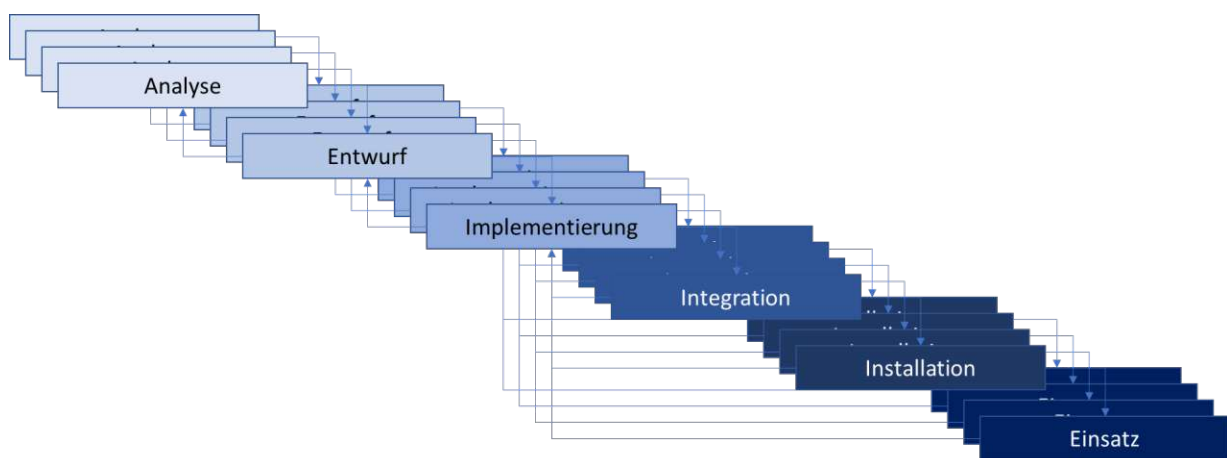 Analyse
Entwurf
Implementierung
Integration
Installation
Einsatz